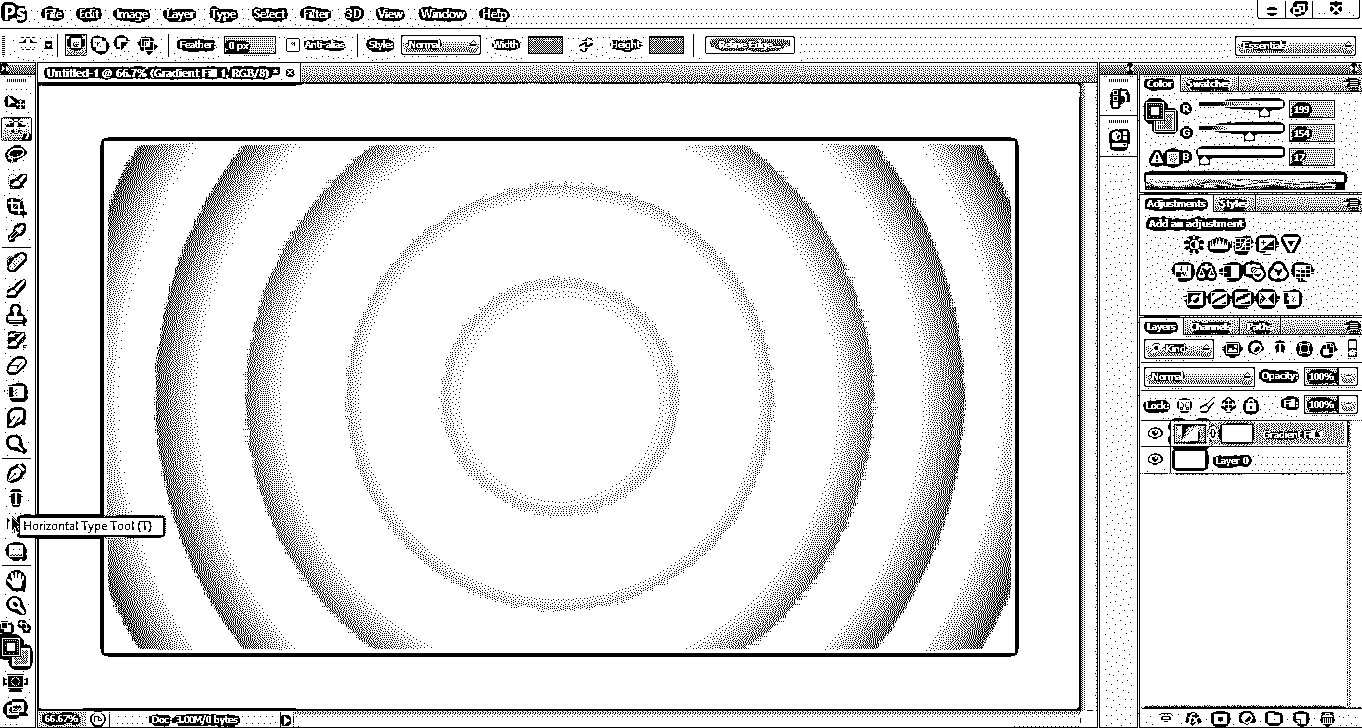 Ps File Edit Image Layer Type Select Filter 3D View Window Help
Feather: 0 px Anti-alias Style: Normal Width: Height: Refine Edge... Essentials
Untitled-1 @ 66.7% (Gradient Fill 1, RGB/8) * ×
Color Swatches
R 199
G 154
B 17
Adjustments Styles
Add an adjustment
Layers Channels Paths
Kind
Normal Opacity: 100%
Lock: Fill: 100%
Gradient Fill
Layer 0
Horizontal Type Tool (T)
66.67% Doc: 3.00M/0 bytes